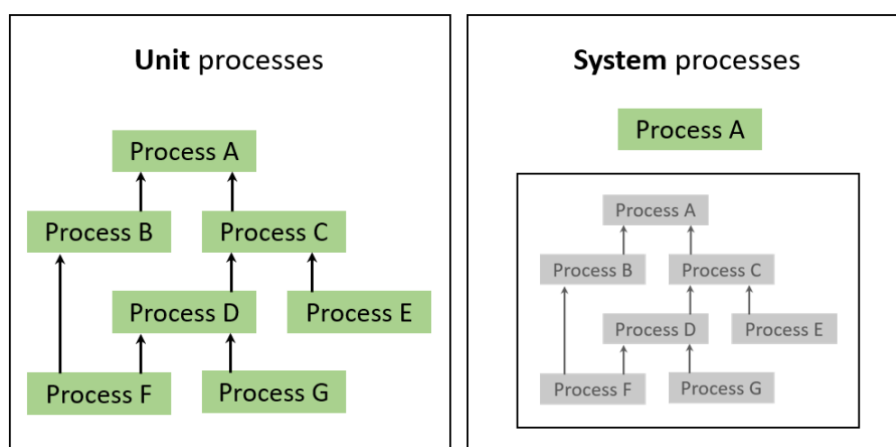 Unit processes
Process A
Process B
Process C
Process D
Process E
Process F
Process G
System processes
Process A
Process A
Process B
Process C
Process D
Process E
Process F
Process G